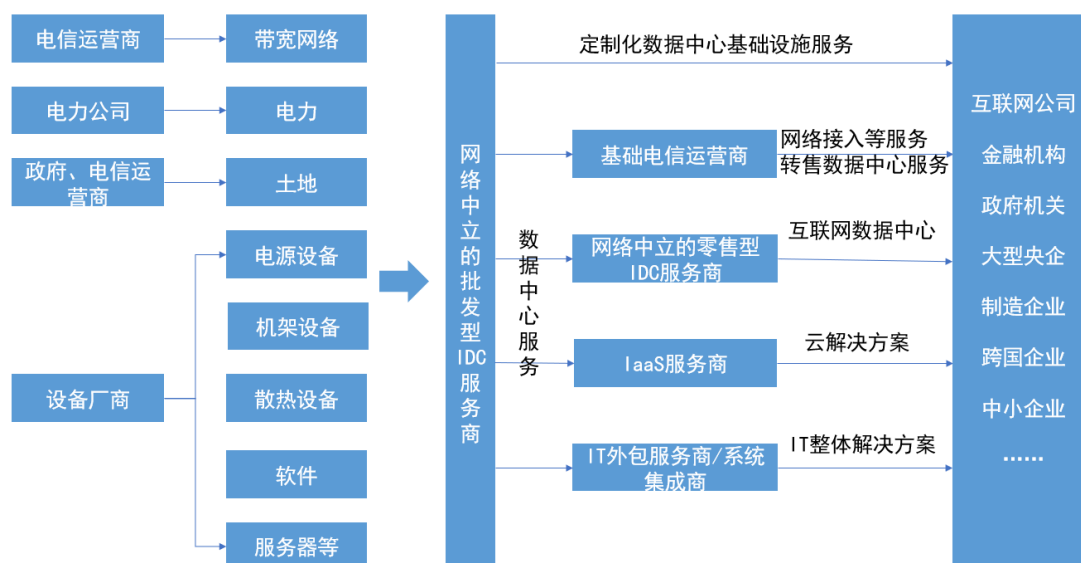 电信运营商
带宽网络
电力公司
电力
政府、电信运
营商
土地
设备厂商
电源设备
机架设备
散热设备
软件
服务器等
网络中立的批发型IDC服务商
数据中心服务
定制化数据中心基础设施服务
基础电信运营商
网络接入等服务
转售数据中心服务
网络中立的零售型
IDC服务商
互联网数据中心
IaaS服务商
云解决方案
IT外包服务商/系统
集成商
IT整体解决方案
互联网公司
金融机构
政府机关
大型央企
制造企业
跨国企业
中小企业
……